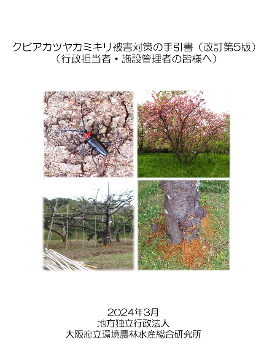 クビアカツヤカミキリ被害対策の手引書（改訂第5版）
（行政担当者・施設管理者の皆様へ）
2024年3月
地方独立行政法人
大阪府立環境農林水産総合研究所